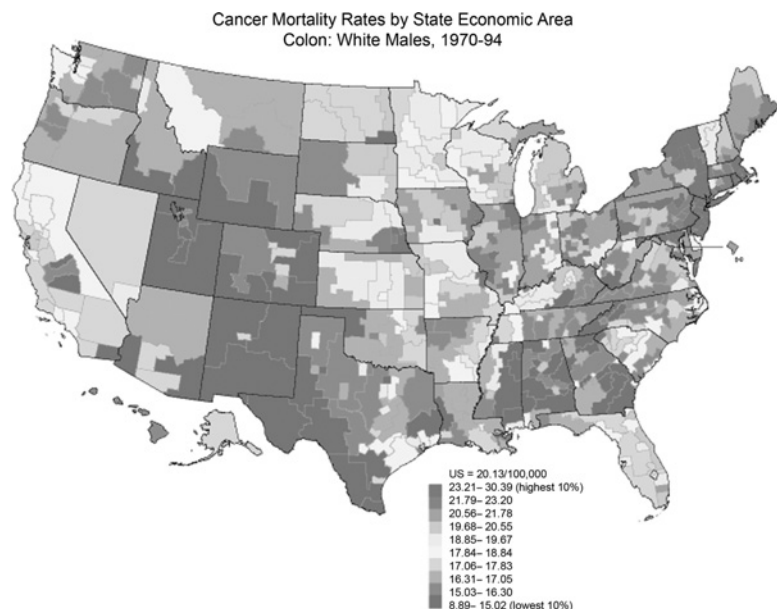 Cancer Mortality Rates by State Economic Area
Colon: White Males, 1970-94
US = 20.13/100,000
23.21– 30.39 (highest 10%)
21.79– 23.20
20.56– 21.78
19.68– 20.55
18.85– 19.67
17.84– 18.84
17.06– 17.83
16.31– 17.05
15.03– 16.30
8.89– 15.02 (lowest 10%)